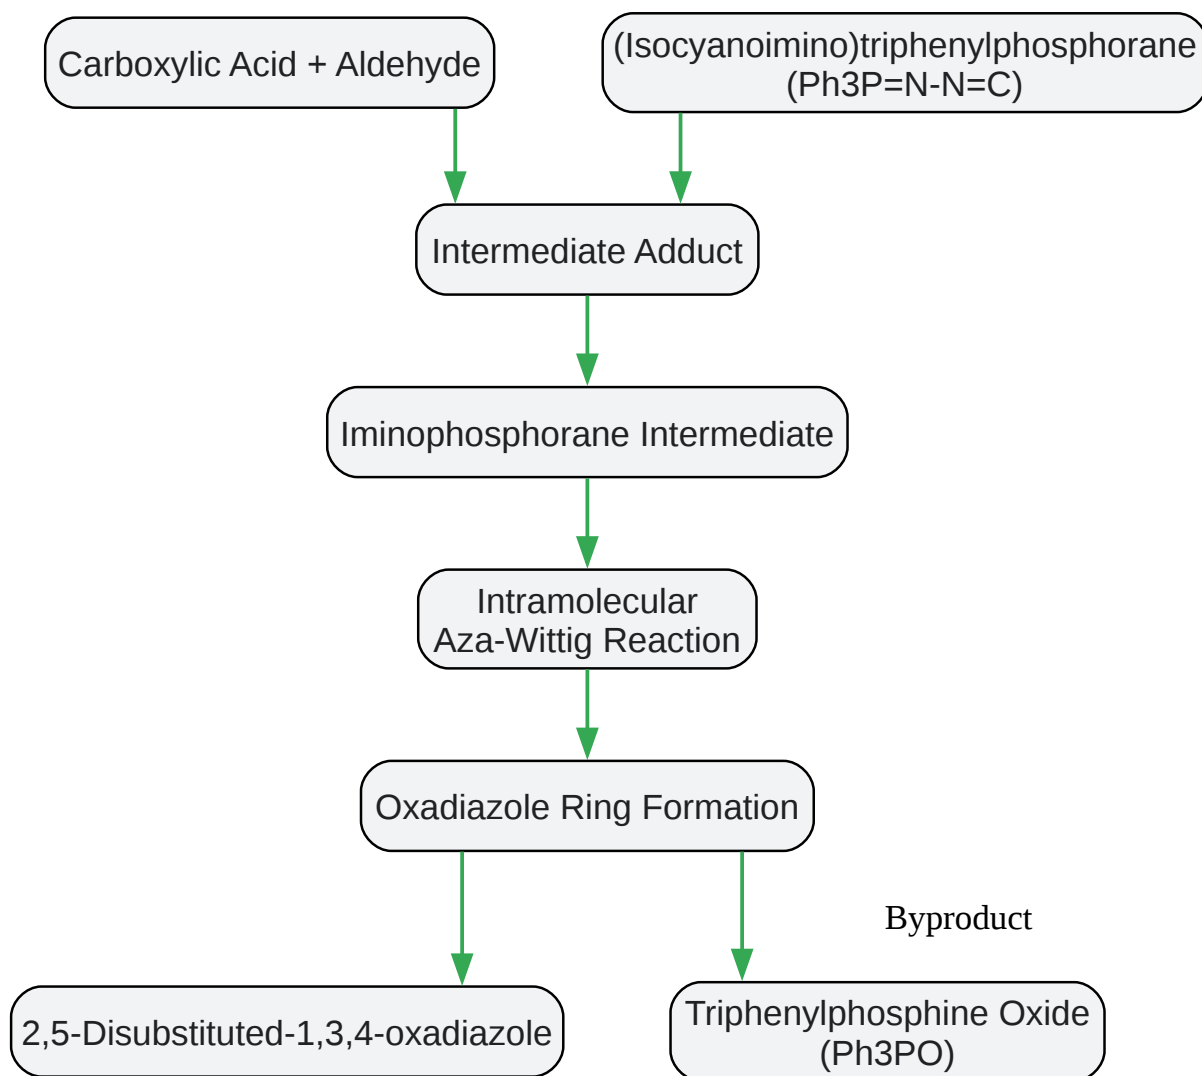 Carboxylic Acid + Aldehyde
(Isocyanoimino)triphenylphosphorane
(Ph3P=N-N=C)
Intermediate Adduct
Iminophosphorane Intermediate
Intramolecular
Aza-Wittig Reaction
Oxadiazole Ring Formation
Byproduct
2,5-Disubstituted-1,3,4-oxadiazole
Triphenylphosphine Oxide
(Ph3PO)